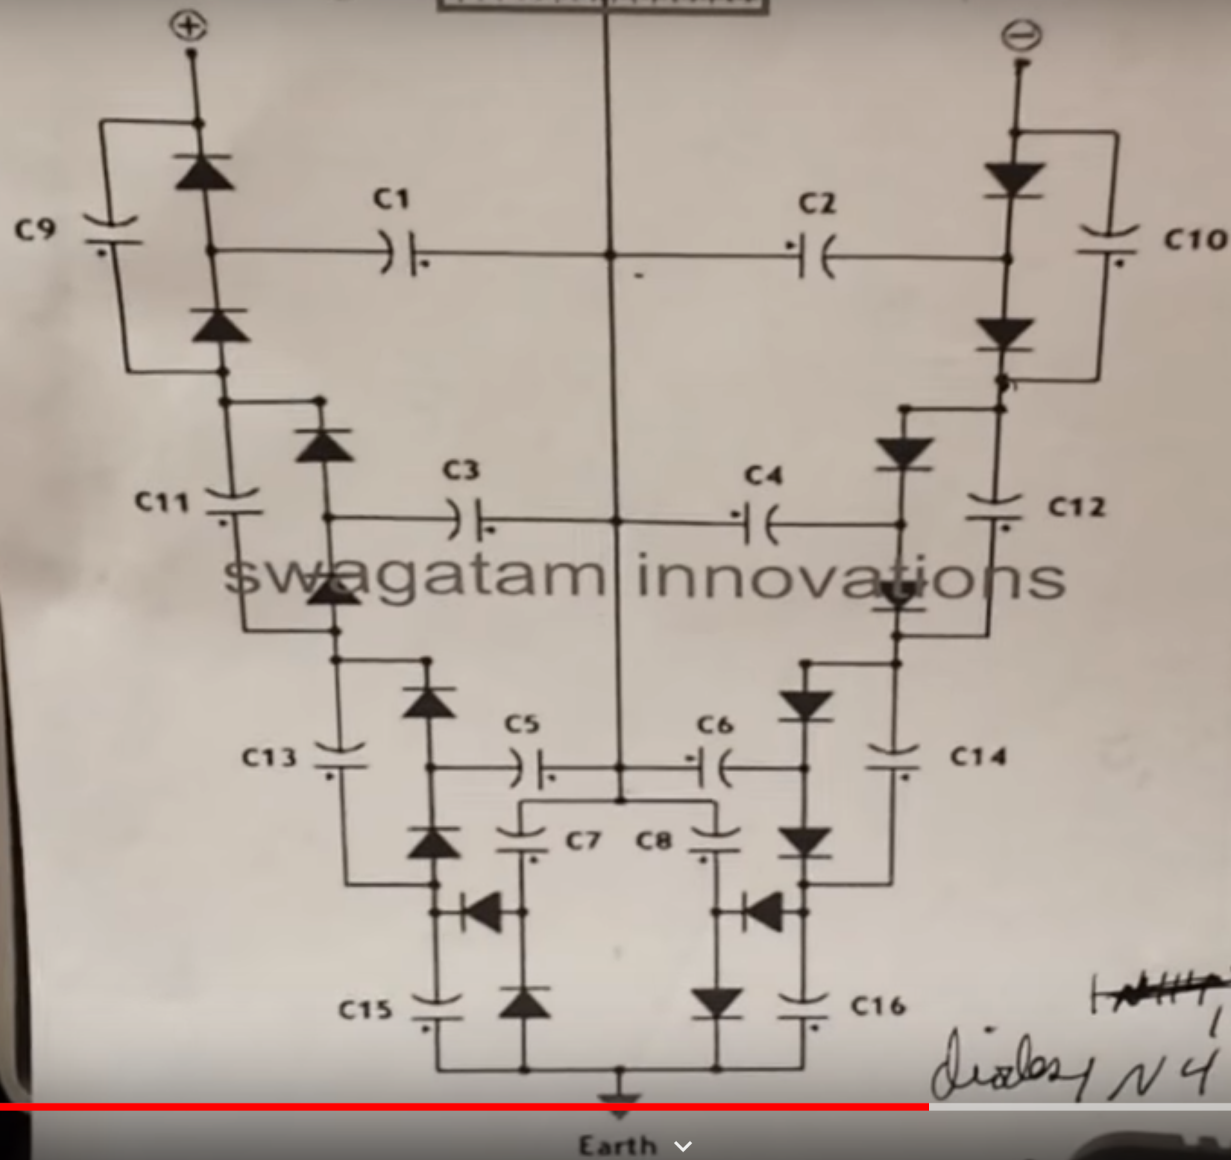 +
−
C1
C2
C9
C10
C3
C4
C11
C12
swagatam innovations
C5
C6
C13
C14
C7
C8
C15
C16
diodes
Earth